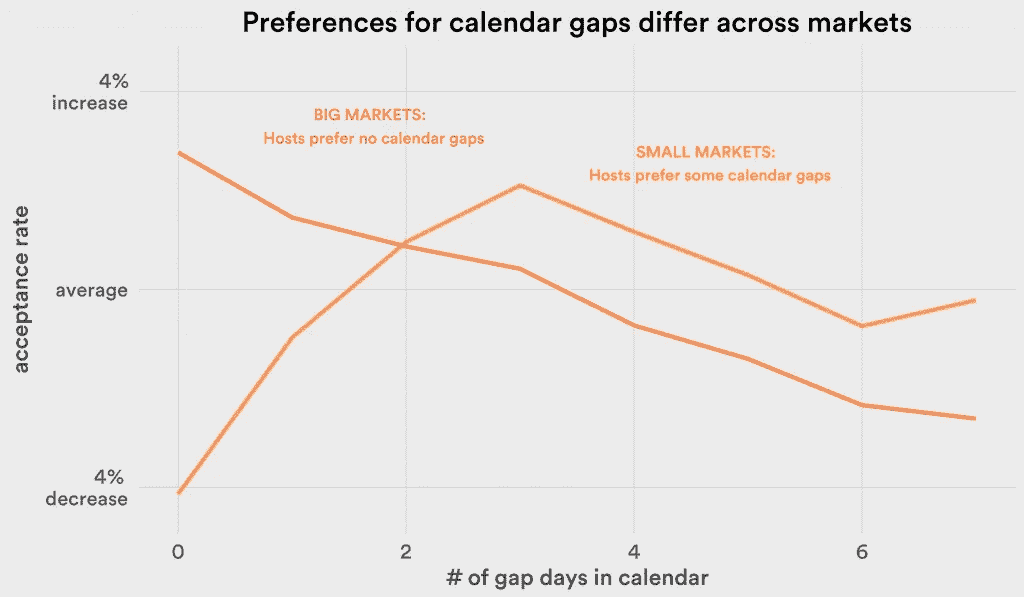 Preferences for calendar gaps differ across markets
4%
increase
BIG MARKETS:
Hosts prefer no calendar gaps
SMALL MARKETS:
Hosts prefer some calendar gaps
acceptance rate
average
4%
decrease
0
2
4
6
# of gap days in calendar